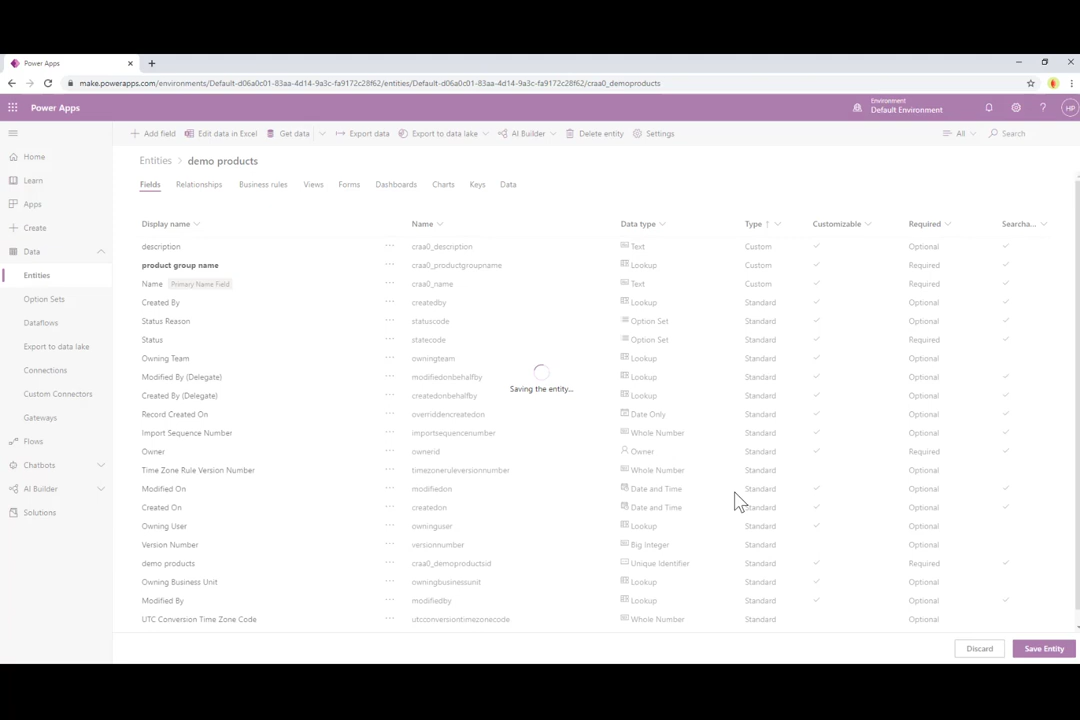 Power Apps
make.powerapps.com/environments/Default-d06a0c01-83aa-4d14-9a3c-fa9172c28f62/entities/Default-d06a0c01-83aa-4d14-9a3c-fa9172c28f62/craa0_demoproducts
Power Apps
Environment
Default Environment
? HP
Add field Edit data in Excel Get data Export data Export to data lake AI Builder Delete entity Settings All Search
Home
Learn
Apps
Create
Data
Entities
Option Sets
Dataflows
Export to data lake
Connections
Custom Connectors
Gateways
Flows
Chatbots
AI Builder
Solutions
Entities > demo products
Fields Relationships Business rules Views Forms Dashboards Charts Keys Data
Display name Name Data type Type ↑ Customizable Required Searcha...
description ... craa0_description Text Custom Optional
product group name ... craa0_productgroupname Lookup Custom Required
Name Primary Name Field ... craa0_name Text Custom Required
Created By ... createdby Lookup Standard Optional
Status Reason ... statuscode Option Set Standard Optional
Status ... statecode Option Set Standard Required
Owning Team ... owningteam Lookup Standard Optional
Modified By (Delegate) ... modifiedonbehalfby Lookup Standard Optional
Created By (Delegate) ... createdonbehalfby Lookup Standard Optional
Record Created On ... overriddencreatedon Date Only Standard Optional
Import Sequence Number ... importsequencenumber Whole Number Standard Optional
Owner ... ownerid Owner Standard Required
Time Zone Rule Version Number ... timezoneruleversionnumber Whole Number Standard Optional
Modified On ... modifiedon Date and Time Standard Optional
Created On ... createdon Date and Time Standard Optional
Owning User ... owninguser Lookup Standard Optional
Version Number ... versionnumber Big Integer Standard Optional
demo products ... craa0_demoproductsid Unique Identifier Standard Required
Owning Business Unit ... owningbusinessunit Lookup Standard Optional
Modified By ... modifiedby Lookup Standard Optional
UTC Conversion Time Zone Code ... utcconversiontimezonecode Whole Number Standard Optional
Saving the entity...
Discard Save Entity